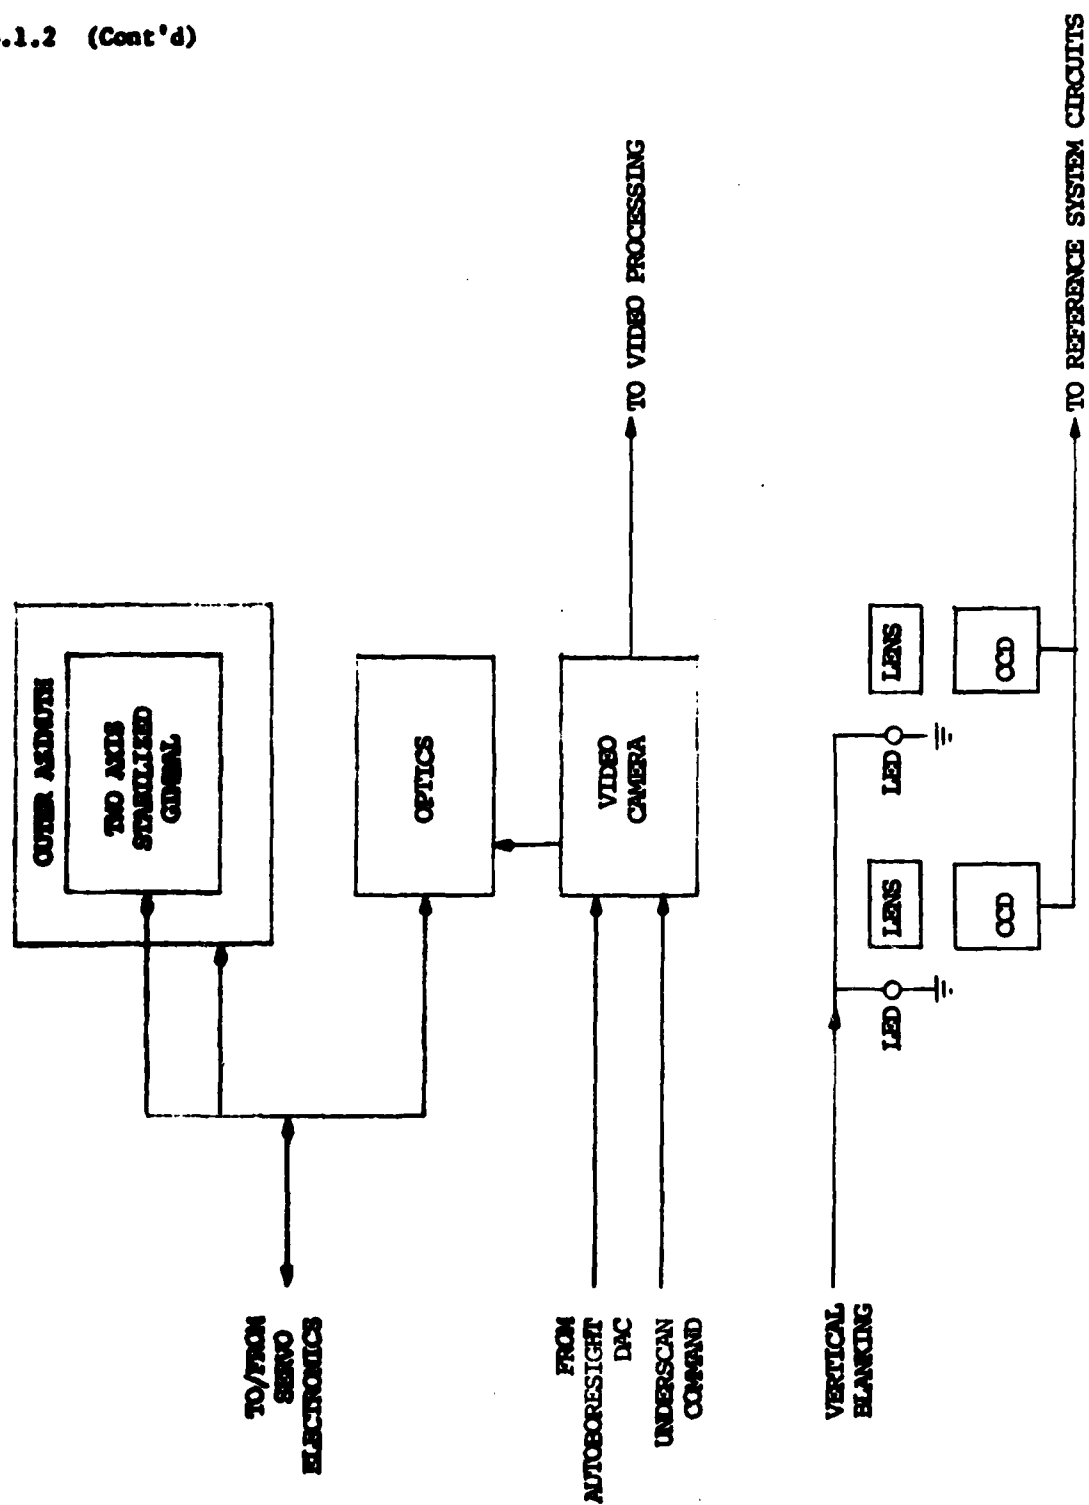 .1.2 (Cont'd)
OUTER AZIMUTH
TWO AXIS
STABILIZED
GIMBAL
TO/FROM
SERVO
ELECTRONICS
OPTICS
FROM
AUTOBORESIGHT
DAC
UNDERSCAN
COMMAND
VIDEO
CAMERA
TO VIDEO PROCESSING
VERTICAL
BLANKING
LED
LENS
CCD
LED
LENS
CCD
TO REFERENCE SYSTEM CIRCUITS